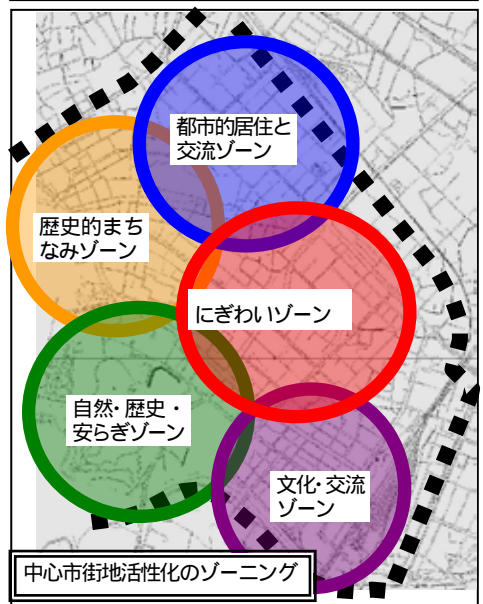 都市的居住と
交流ゾーン
歴史的まち
なみゾーン
にぎわいゾーン
自然・歴史・
安らぎゾーン
文化・交流
ゾーン
中心市街地活性化のゾーニング